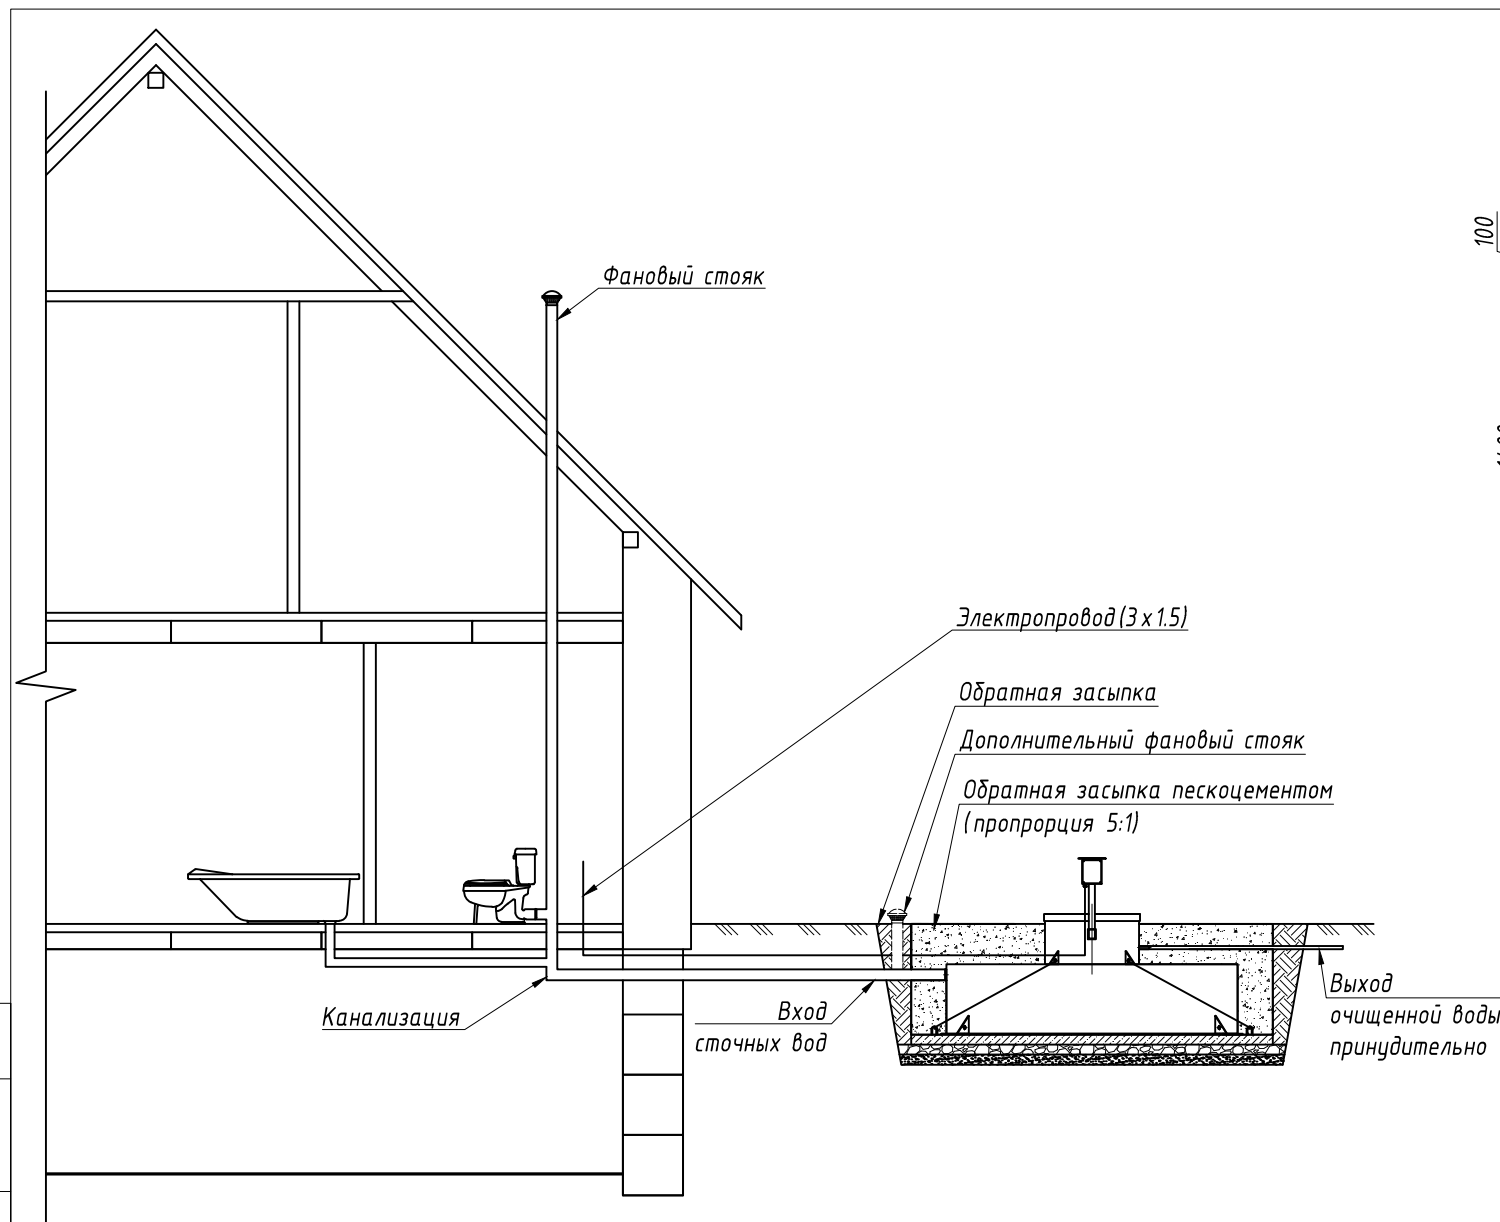 100
Фановый стояк
Электропровод (3 х 1.5)
Обратная засыпка
Дополнительный фановый стояк
Обратная засыпка пескоцементом
(пропрорция 5:1)
Канализация
Вход
сточных вод
Выход
очищенной воды
принудительно